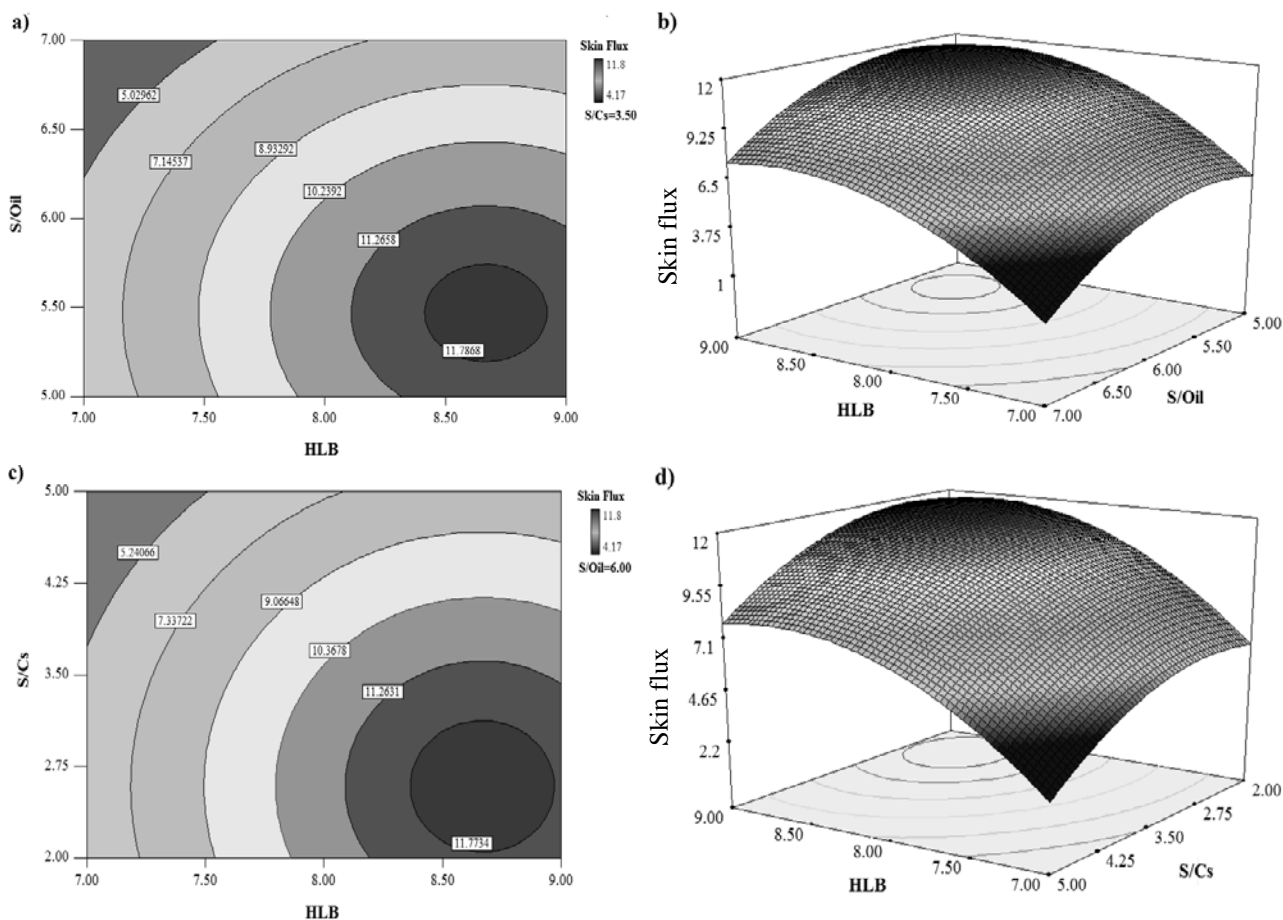 a)
7.00
6.50
6.00
5.50
5.00
S/Oil
5.02962
7.14537
8.93292
10.2392
11.2658
11.7868
7.00 7.50 8.00 8.50 9.00
HLB
Skin Flux
11.8
4.17
S/Cs=3.50
b)
12
9.25
6.5
3.75
1
Skin flux
9.00 8.50 8.00 7.50 7.00
HLB
7.00 6.50 6.00 5.50 5.00
S/Oil
c)
5.00
4.25
3.50
2.75
2.00
S/Cs
5.24066
7.33722
9.06648
10.3678
11.2631
11.7734
7.00 7.50 8.00 8.50 9.00
HLB
Skin Flux
11.8
4.17
S/Oil=6.00
d)
12
9.55
7.1
4.65
2.2
Skin flux
9.00 8.50 8.00 7.50 7.00
HLB
5.00 4.25 3.50 2.75 2.00
S/Cs